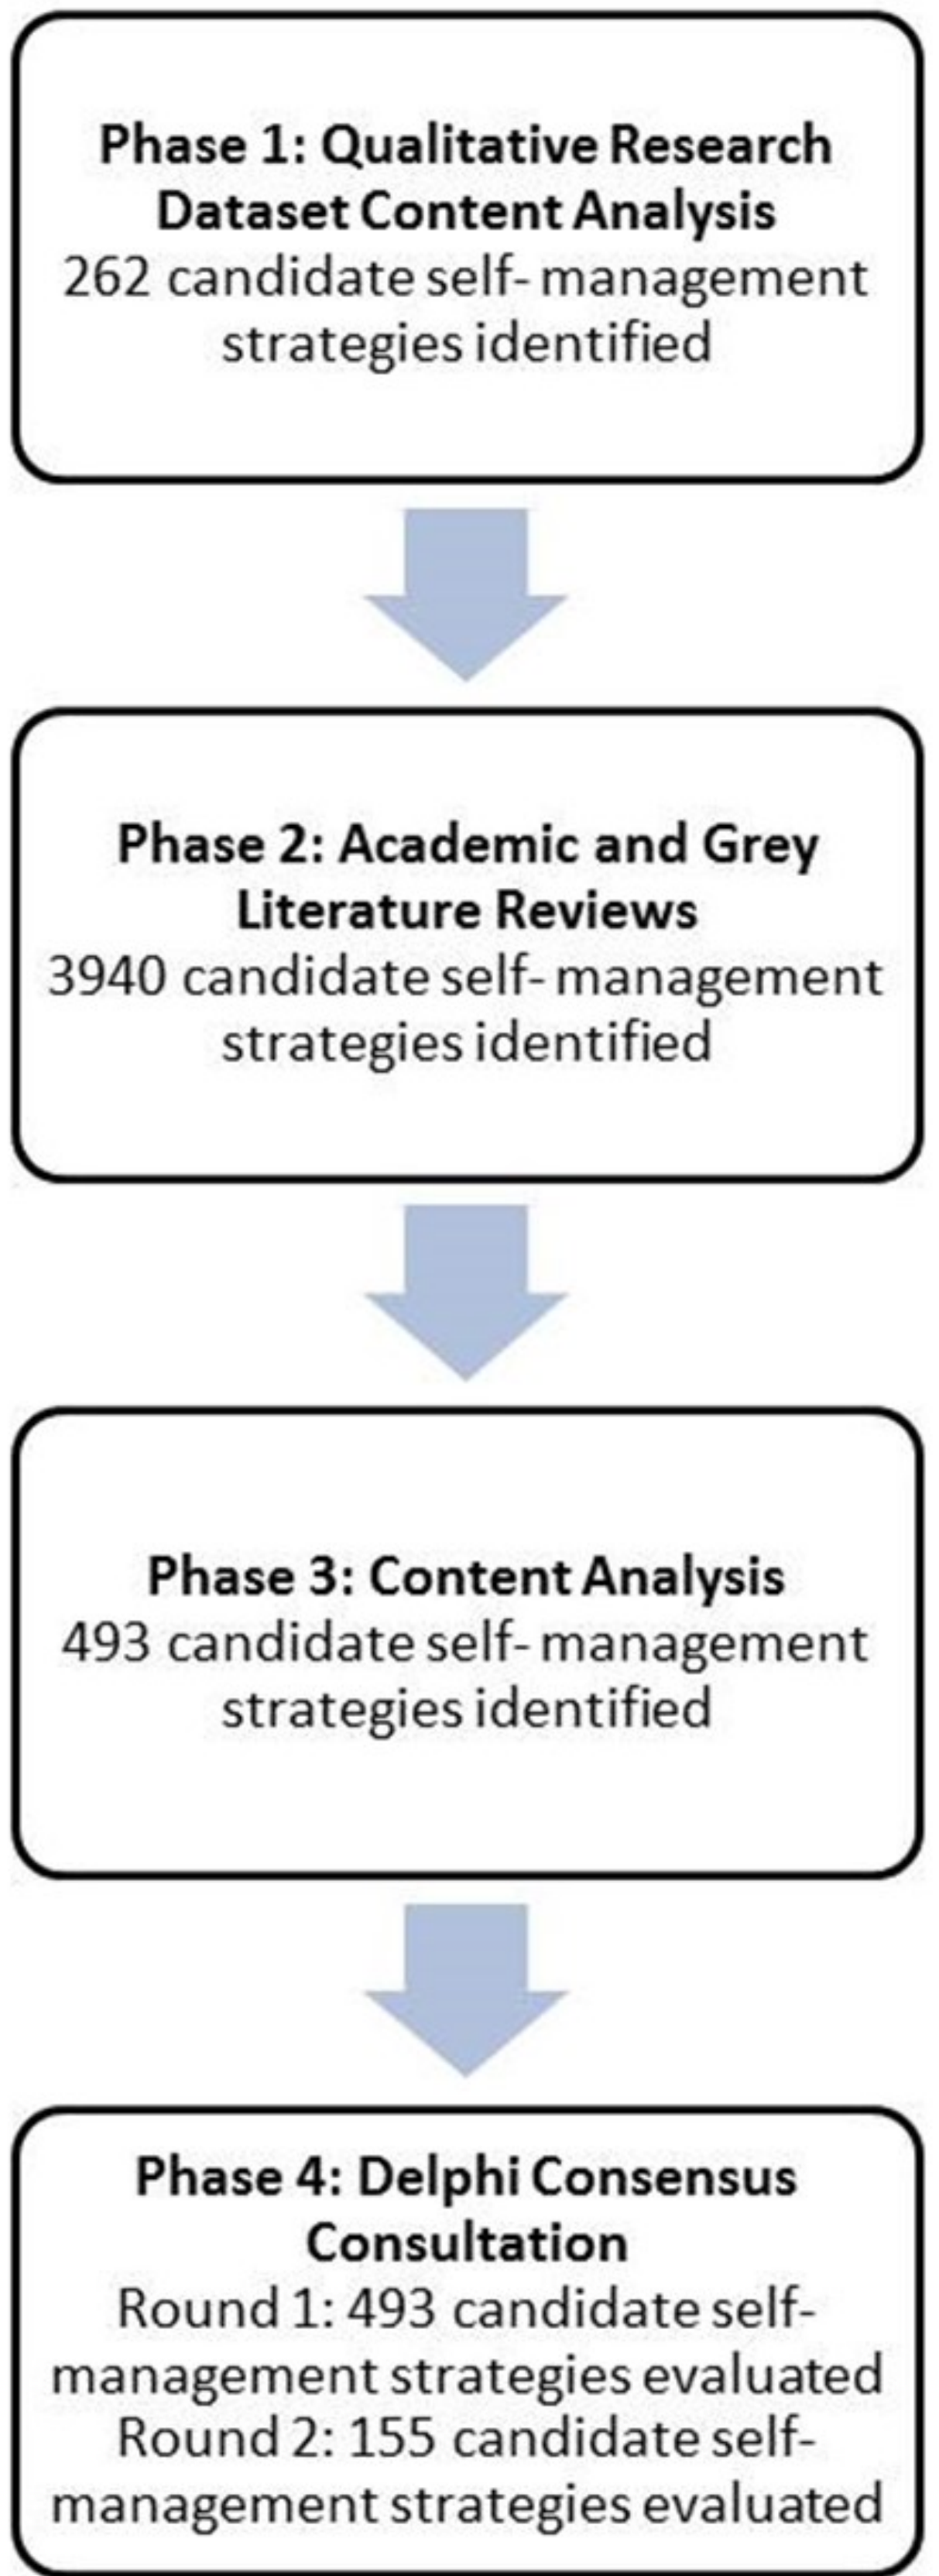 Phase 1: Qualitative Research
Dataset Content Analysis
262 candidate self- management
strategies identified
Phase 2: Academic and Grey
Literature Reviews
3940 candidate self- management
strategies identified
Phase 3: Content Analysis
493 candidate self- management
strategies identified
Phase 4: Delphi Consensus
Consultation
Round 1: 493 candidate self-
management strategies evaluated
Round 2: 155 candidate self-
management strategies evaluated